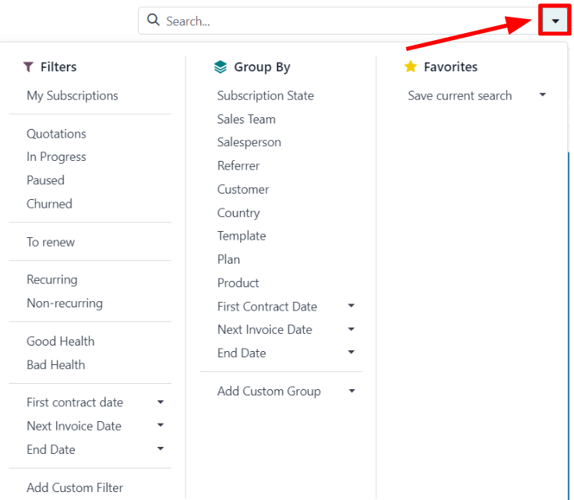 Search...
Filters
My Subscriptions
Quotations
In Progress
Paused
Churned
To renew
Recurring
Non-recurring
Good Health
Bad Health
First contract date
Next Invoice Date
End Date
Add Custom Filter
Group By
Subscription State
Sales Team
Salesperson
Referrer
Customer
Country
Template
Plan
Product
First Contract Date
Next Invoice Date
End Date
Add Custom Group
Favorites
Save current search